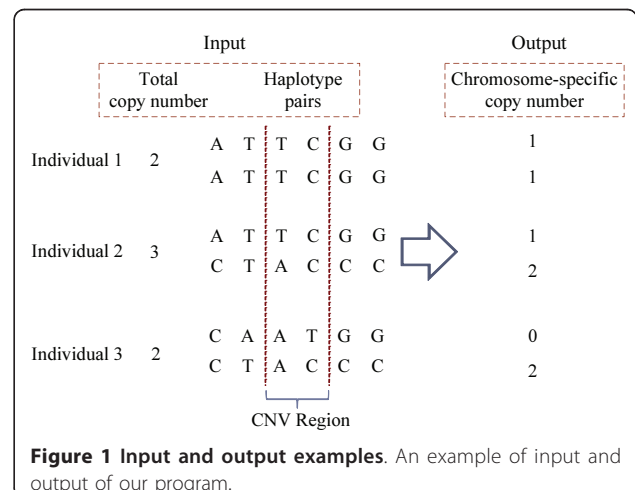 Input Output
Total Haplotype Chromosome-specific
copy number pairs copy number
A T T C G G 1
Individual 1 2
A T T C G G 1
A T T C G G 1
Individual 2 3
C T A C C C 2
C A A T G G 0
Individual 3 2
C T A C C C 2
CNV Region
Figure 1 Input and output examples. An example of input and
output of our program.